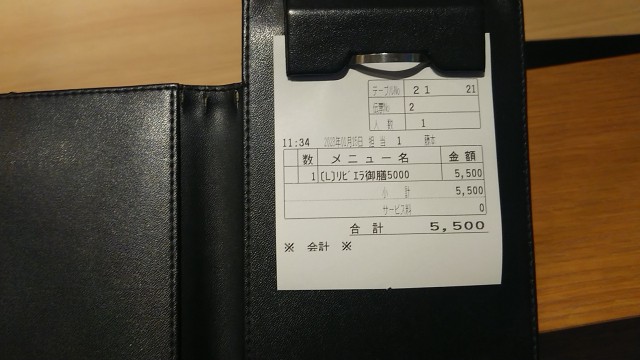 テーブルNo 21 21
伝票No 2
人数 1
11:34 担当 1
数 メニュー名 金額
1 (L)リビエラ御膳5000 5,500
小計 5,500
サービス料 0
合計 5,500
※ 会計 ※